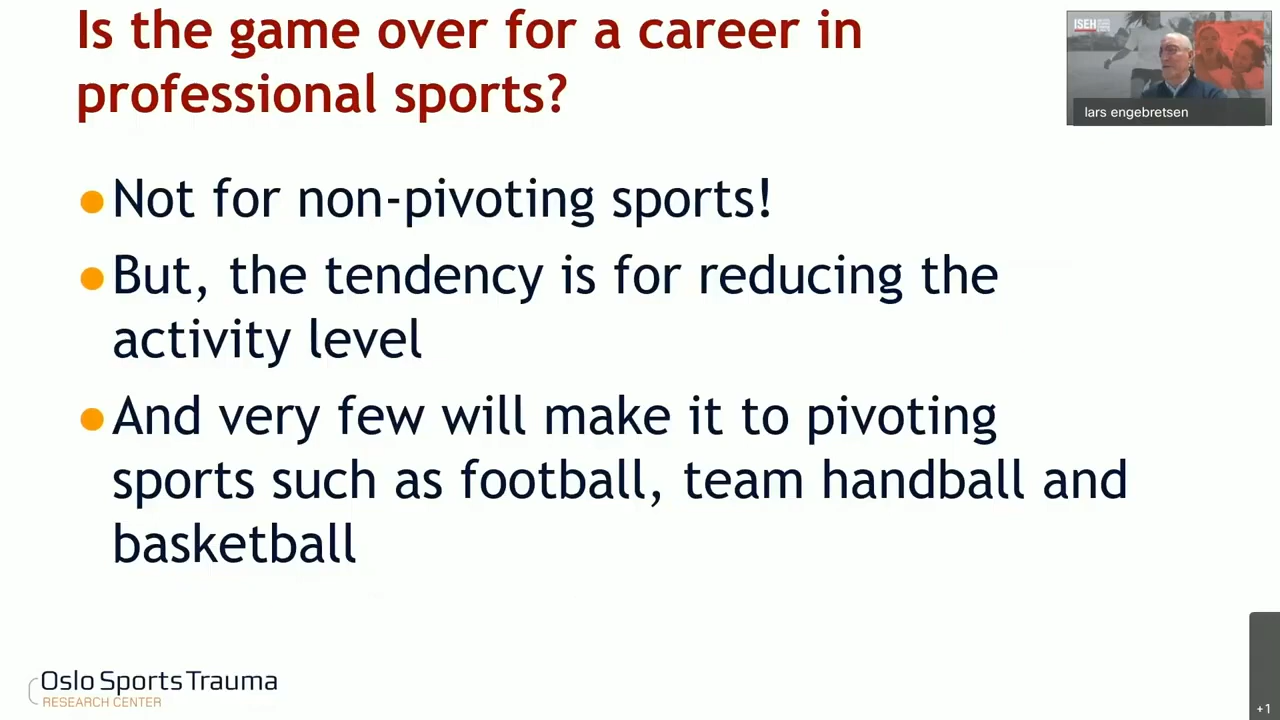 Is the game over for a career in
professional sports?
ISEH
lars engebretsen
●Not for non-pivoting sports!
●But, the tendency is for reducing the
activity level
●And very few will make it to pivoting
sports such as football, team handball and
basketball
Oslo Sports Trauma
RESEARCH CENTER
+1